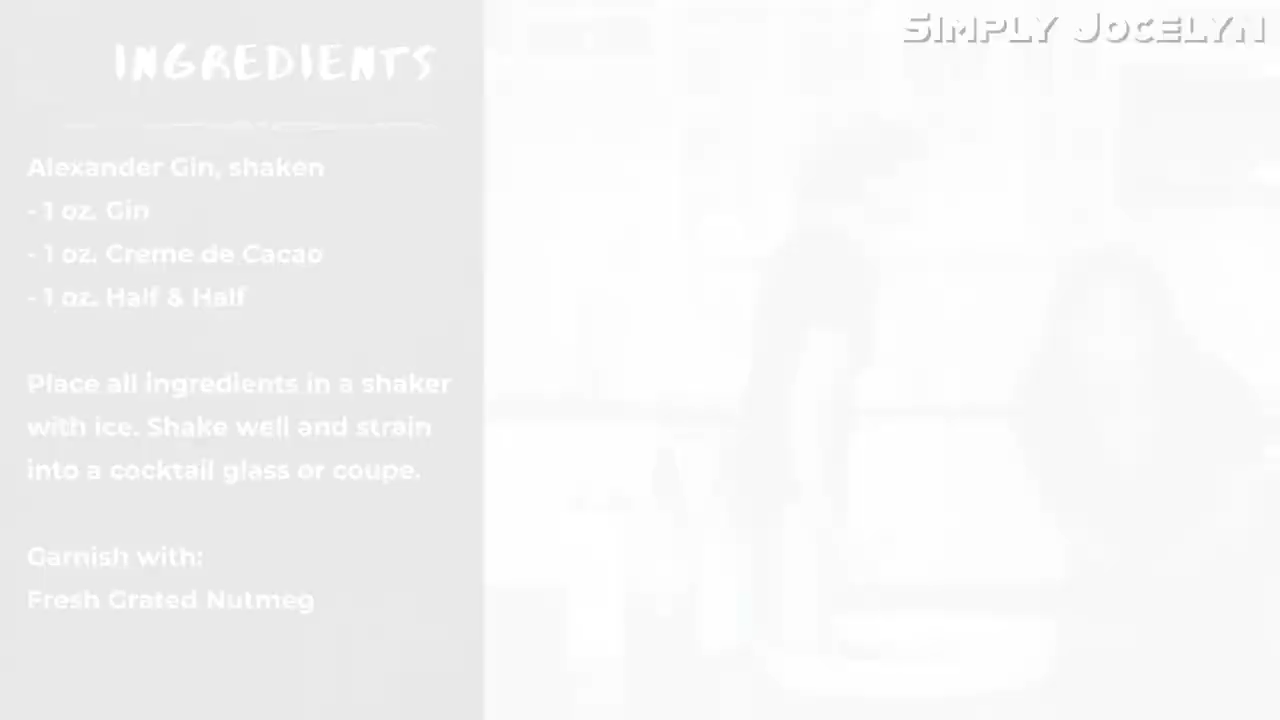 SIMPLY JOCELYN
INGREDIENTS
Alexander Gin, shaken
- 1 oz. Gin
- 1 oz. Creme de Cacao
- 1 oz. Half & Half
Place all ingredients in a shaker
with ice. Shake well and strain
into a cocktail glass or coupe.
Garnish with:
Fresh Grated Nutmeg